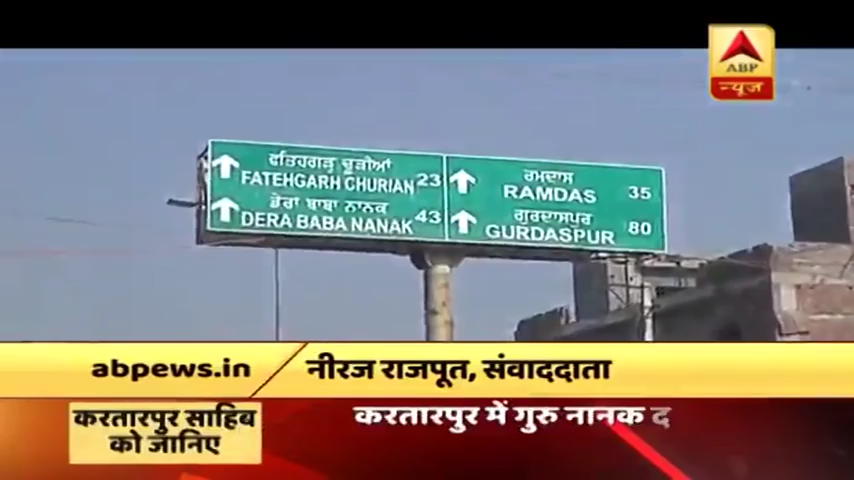 ABP
न्यूज़
ਫਤਿਹਗੜ੍ਹ ਚੂੜੀਆਂ
FATEHGARH CHURIAN 23
ਡੇਰਾ ਬਾਬਾ ਨਾਨਕ
DERA BABA NANAK 43
ਰਮਦਾਸ
RAMDAS 35
ਗੁਰਦਾਸਪੁਰ
GURDASPUR 80
abpews.in
नीरज राजपूत, संवाददाता
करतारपुर साहिब
को जानिए
करतारपुर में गुरु नानक द